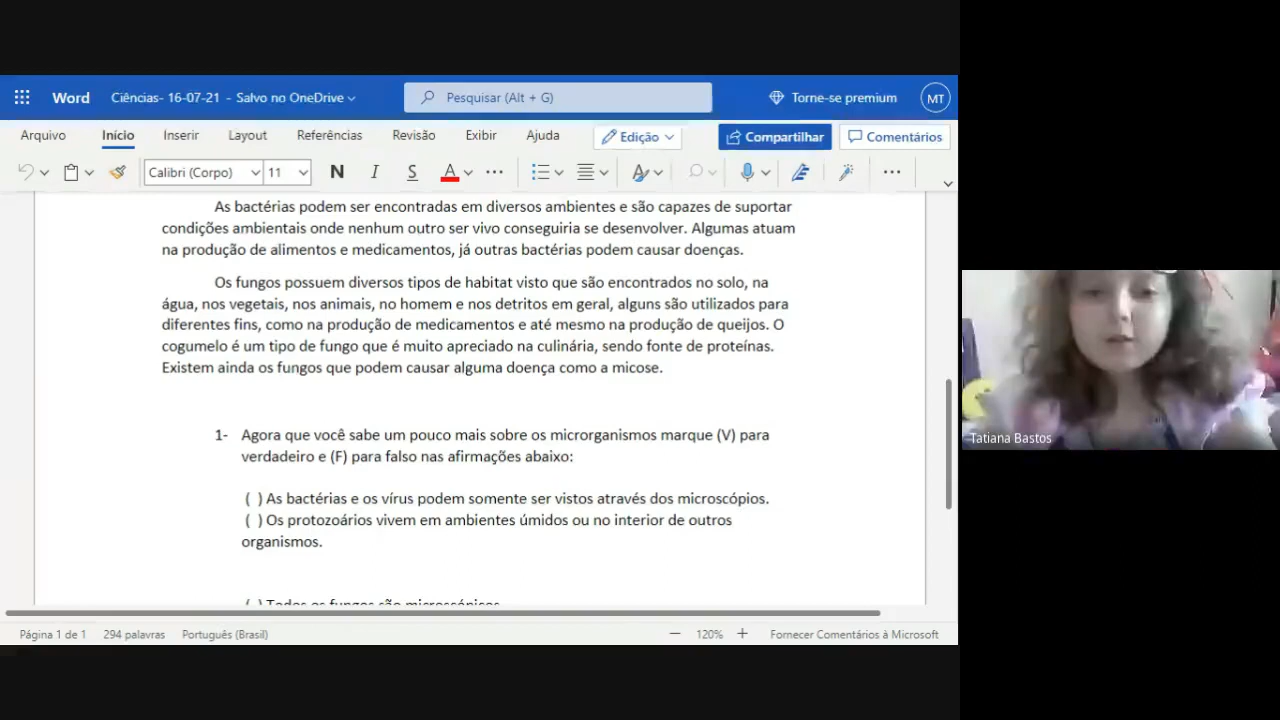 Word Ciências- 16-07-21 - Salvo no OneDrive Pesquisar (Alt + G) Torne-se premium MT
Arquivo Início Inserir Layout Referências Revisão Exibir Ajuda Edição Compartilhar Comentários
Calibri (Corpo) 11 N I S A
As bactérias podem ser encontradas em diversos ambientes e são capazes de suportar
condições ambientais onde nenhum outro ser vivo conseguiria se desenvolver. Algumas atuam
na produção de alimentos e medicamentos, já outras bactérias podem causar doenças.
Os fungos possuem diversos tipos de habitat visto que são encontrados no solo, na
água, nos vegetais, nos animais, no homem e nos detritos em geral, alguns são utilizados para
diferentes fins, como na produção de medicamentos e até mesmo na produção de queijos. O
cogumelo é um tipo de fungo que é muito apreciado na culinária, sendo fonte de proteínas.
Existem ainda os fungos que podem causar alguma doença como a micose.
1- Agora que você sabe um pouco mais sobre os microrganismos marque (V) para
verdadeiro e (F) para falso nas afirmações abaixo:
( ) As bactérias e os vírus podem somente ser vistos através dos microscópios.
( ) Os protozoários vivem em ambientes úmidos ou no interior de outros
organismos.
( ) Todos os fungos são microscópicos
Página 1 de 1 294 palavras Português (Brasil) 120% Fornecer Comentários à Microsoft
Tatiana Bastos